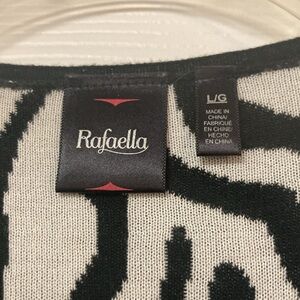 Rafaella
L/G
MADE IN
CHINA/
FABRIQUÉ
EN CHINE/
HECHO
EN CHINA